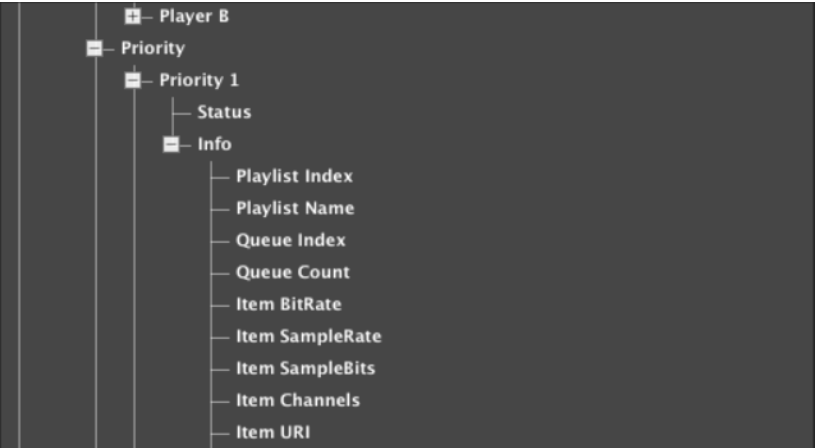 Player B
Priority
Priority 1
Status
Info
Playlist Index
Playlist Name
Queue Index
Queue Count
Item BitRate
Item SampleRate
Item SampleBits
Item Channels
Item URI